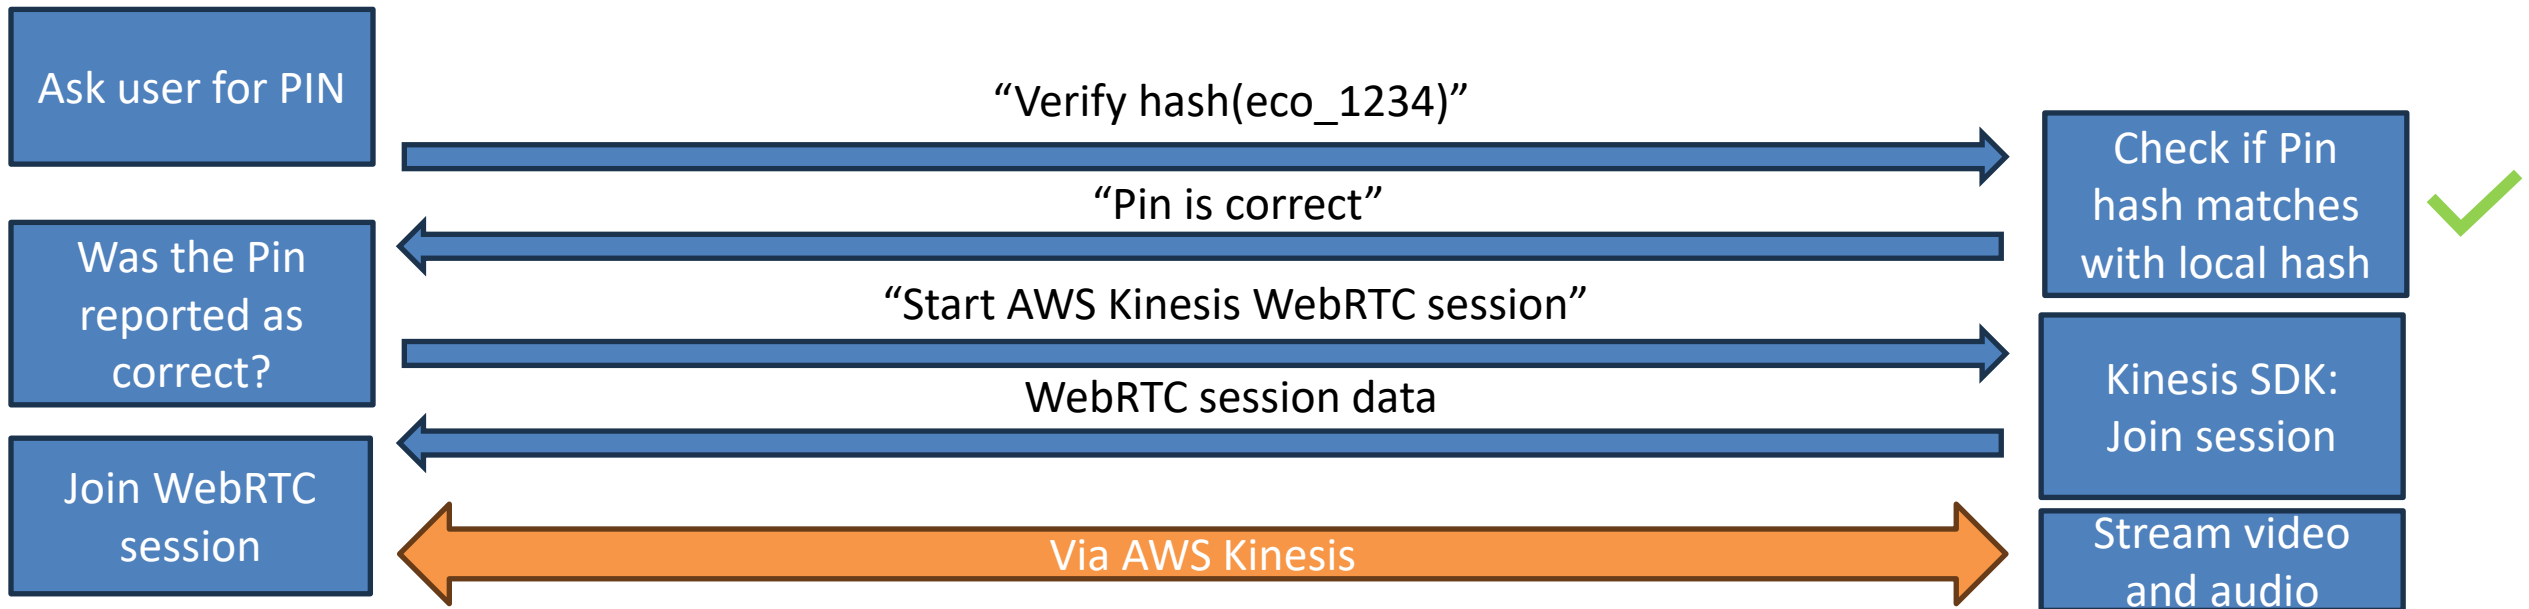 Ask user for PIN
“Verify hash(eco_1234)”
Check if Pin
hash matches
with local hash
“Pin is correct”
Was the Pin
reported as
correct?
“Start AWS Kinesis WebRTC session”
Kinesis SDK:
Join session
WebRTC session data
Join WebRTC
session
Via AWS Kinesis
Stream video
and audio